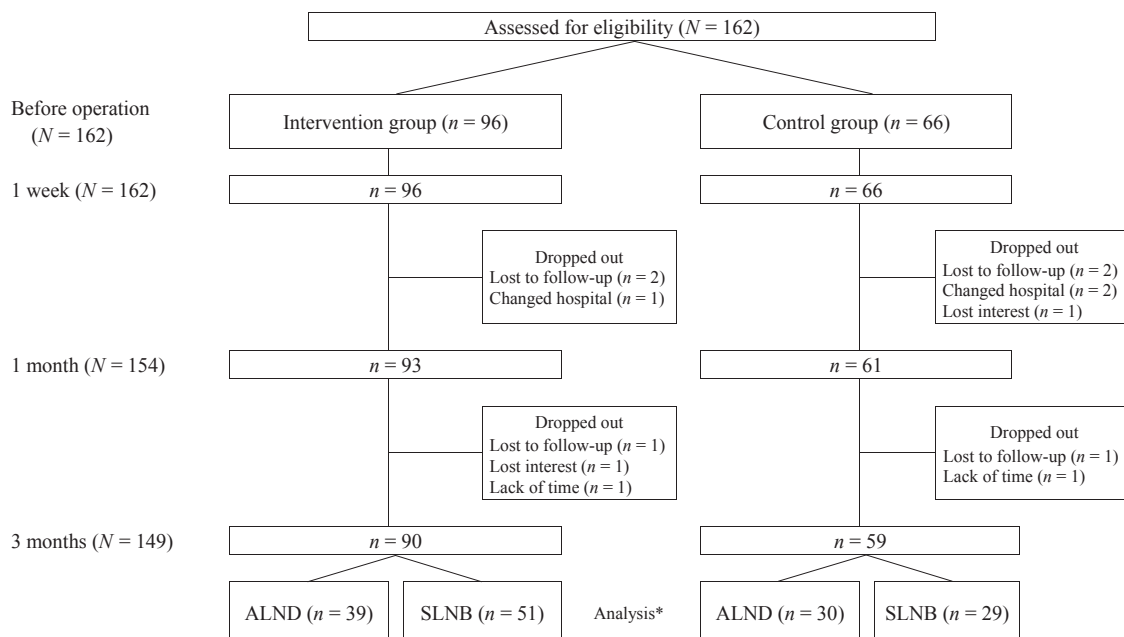 Assessed for eligibility (N = 162)
Before operation
(N = 162)
Intervention group (n = 96)
Control group (n = 66)
1 week (N = 162)
n = 96
n = 66
Dropped out
Lost to follow-up (n = 2)
Changed hospital (n = 1)
Dropped out
Lost to follow-up (n = 2)
Changed hospital (n = 2)
Lost interest (n = 1)
1 month (N = 154)
n = 93
n = 61
Dropped out
Lost to follow-up (n = 1)
Lost interest (n = 1)
Lack of time (n = 1)
Dropped out
Lost to follow-up (n = 1)
Lack of time (n = 1)
3 months (N = 149)
n = 90
n = 59
ALND (n = 39)
SLNB (n = 51)
Analysis*
ALND (n = 30)
SLNB (n = 29)